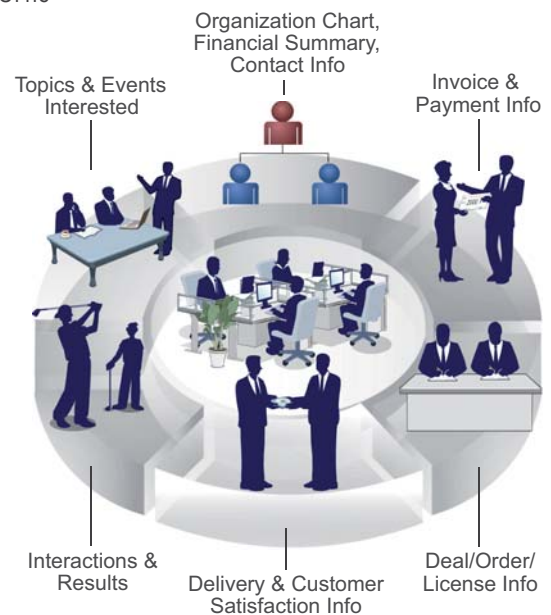 Organization Chart,
Financial Summary,
Contact Info
Topics & Events
Interested
Invoice &
Payment Info
Interactions &
Results
Delivery & Customer
Satisfaction Info
Deal/Order/
License Info